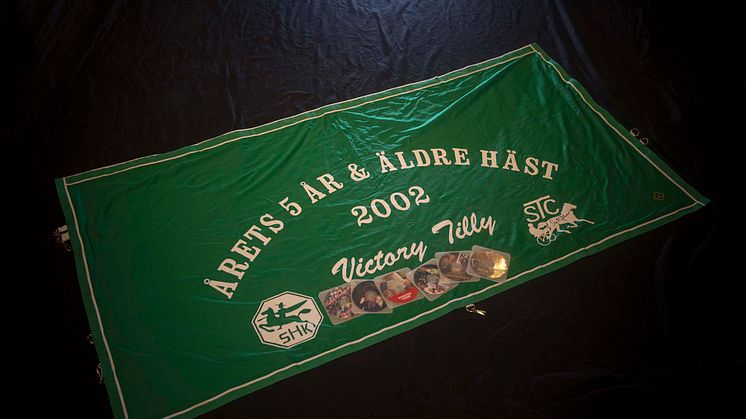 ÅRETS 5 ÅR & ÄLDRE HÄST
2002
Victory Tilly
STC
SHK